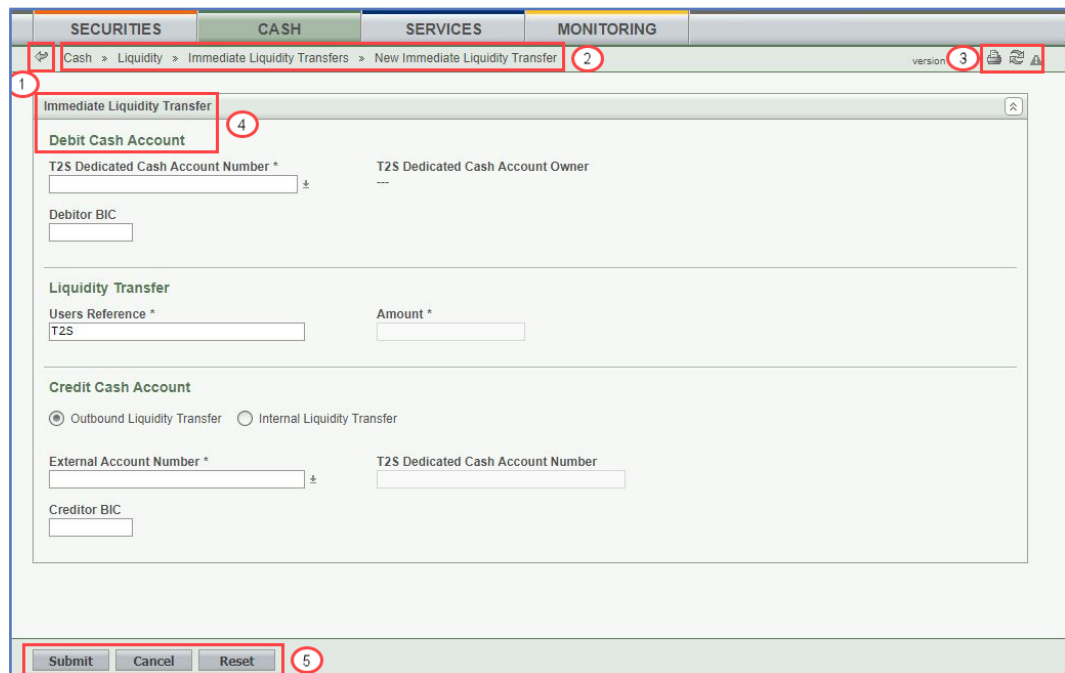 SECURITIES CASH SERVICES MONITORING
Cash » Liquidity » Immediate Liquidity Transfers » New Immediate Liquidity Transfer 2 version 3
1
Immediate Liquidity Transfer
4
Debit Cash Account
T2S Dedicated Cash Account Number * T2S Dedicated Cash Account Owner
---
Debitor BIC
Liquidity Transfer
Users Reference * Amount *
T2S
Credit Cash Account
Outbound Liquidity Transfer Internal Liquidity Transfer
External Account Number * T2S Dedicated Cash Account Number
Creditor BIC
Submit Cancel Reset 5